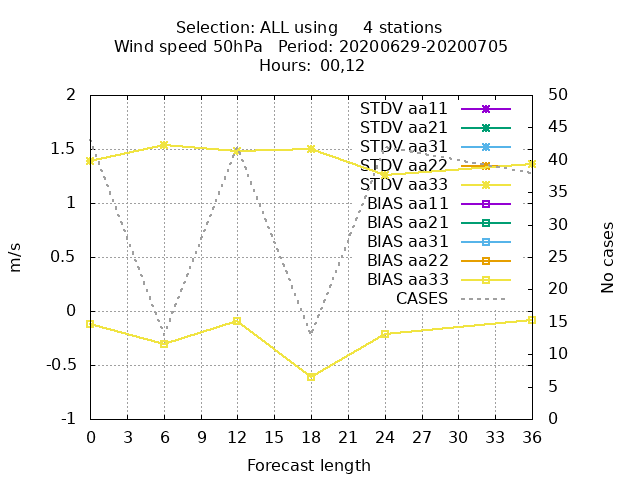 Selection: ALL using 4 stations
Wind speed 50hPa Period: 20200629-20200705
Hours: 00,12
2
1.5
1
0.5
0
-0.5
-1
m/s
50
45
40
35
30
25
20
15
10
5
0
No cases
STDV aa11
STDV aa21
STDV aa31
STDV aa22
STDV aa33
BIAS aa11
BIAS aa21
BIAS aa31
BIAS aa22
BIAS aa33
CASES
0 3 6 9 12 15 18 21 24 27 30 33 36
Forecast length